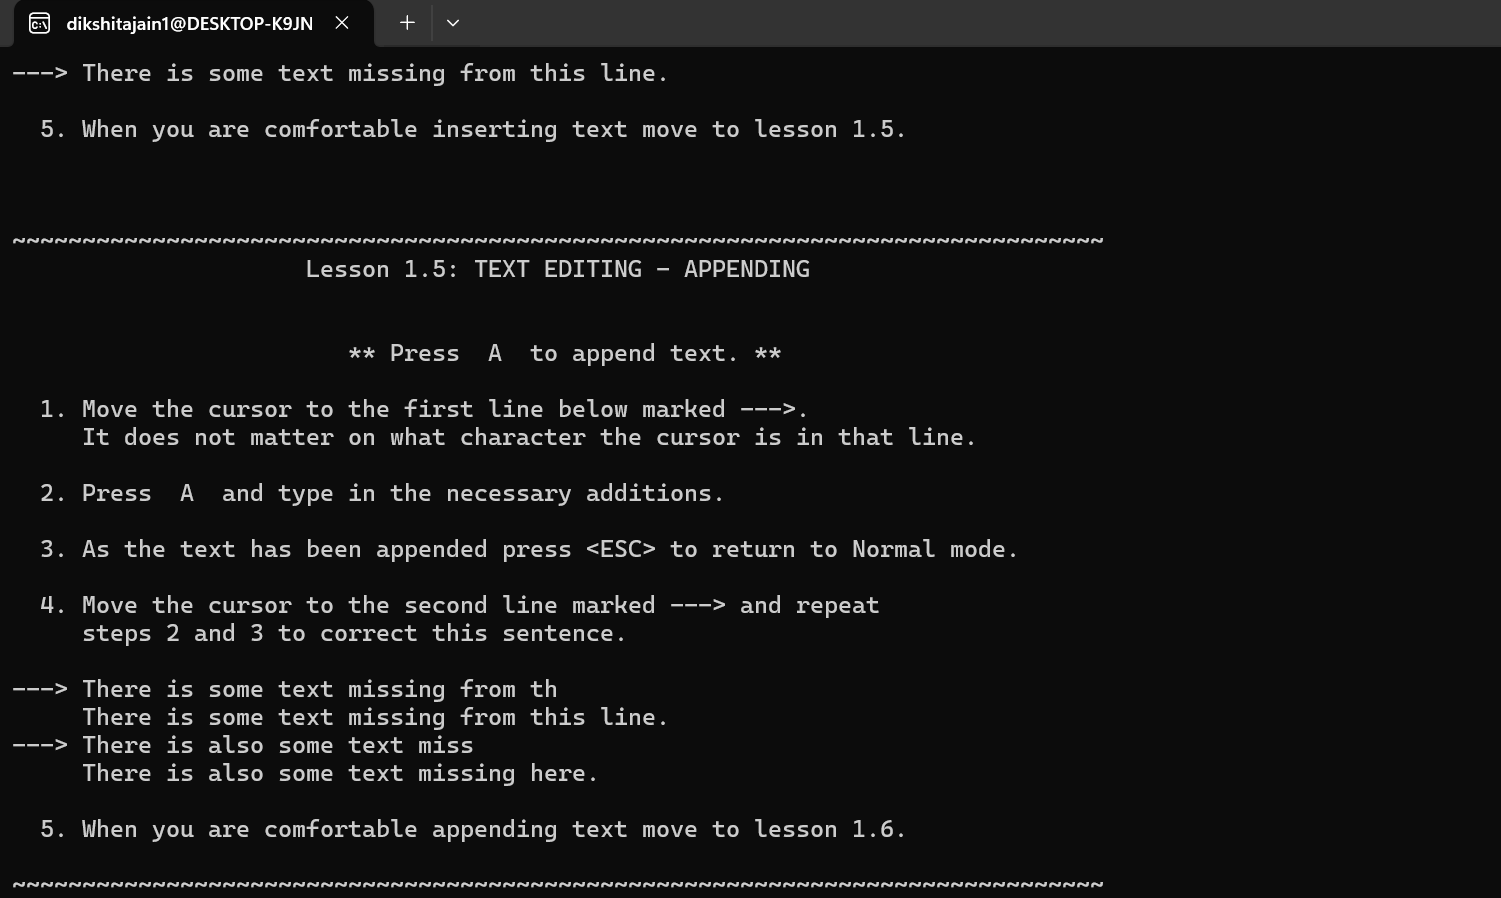 dikshitajain1@DESKTOP-K9JN
---> There is some text missing from this line.
5. When you are comfortable inserting text move to lesson 1.5.
~~~~~~~~~~~~~~~~~~~~~~~~~~~~~~~~~~~~~~~~~~~~~~~~~~~~~~~~~~~~~~~~~~~~~~~~~~~~~~
Lesson 1.5: TEXT EDITING - APPENDING
** Press  A  to append text. **
1. Move the cursor to the first line below marked --->.
It does not matter on what character the cursor is in that line.
2. Press  A  and type in the necessary additions.
3. As the text has been appended press <ESC> to return to Normal mode.
4. Move the cursor to the second line marked ---> and repeat
steps 2 and 3 to correct this sentence.
---> There is some text missing from th
There is some text missing from this line.
---> There is also some text miss
There is also some text missing here.
5. When you are comfortable appending text move to lesson 1.6.
~~~~~~~~~~~~~~~~~~~~~~~~~~~~~~~~~~~~~~~~~~~~~~~~~~~~~~~~~~~~~~~~~~~~~~~~~~~~~~